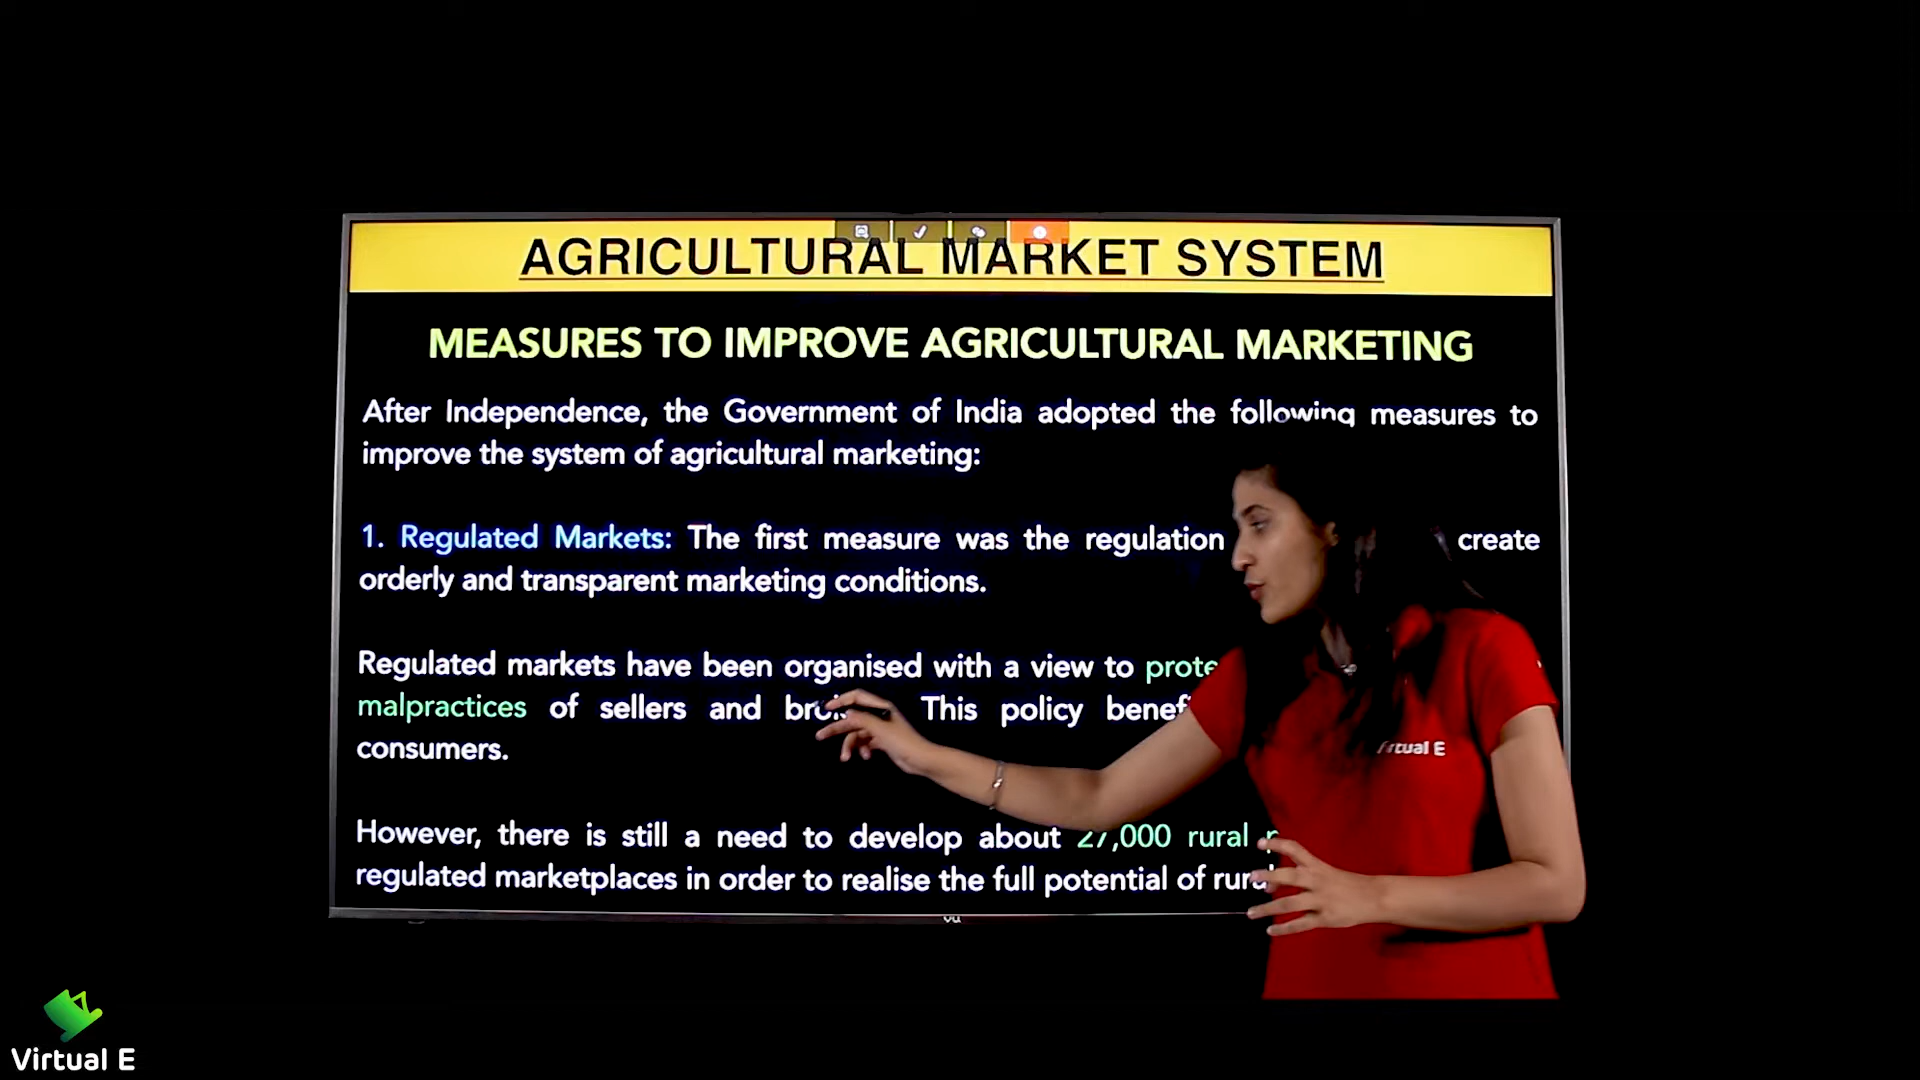 AGRICULTURAL MARKET SYSTEM
MEASURES TO IMPROVE AGRICULTURAL MARKETING
After Independence, the Government of India adopted the following measures to
improve the system of agricultural marketing:
1. Regulated Markets: The first measure was the regulation create
orderly and transparent marketing conditions.
Regulated markets have been organised with a view to
malpractices of sellers and This policy
consumers.
However, there is still a need to develop about 27,000 rural
regulated marketplaces in order to realise the full potential of
Virtual E
vu
Virtual E